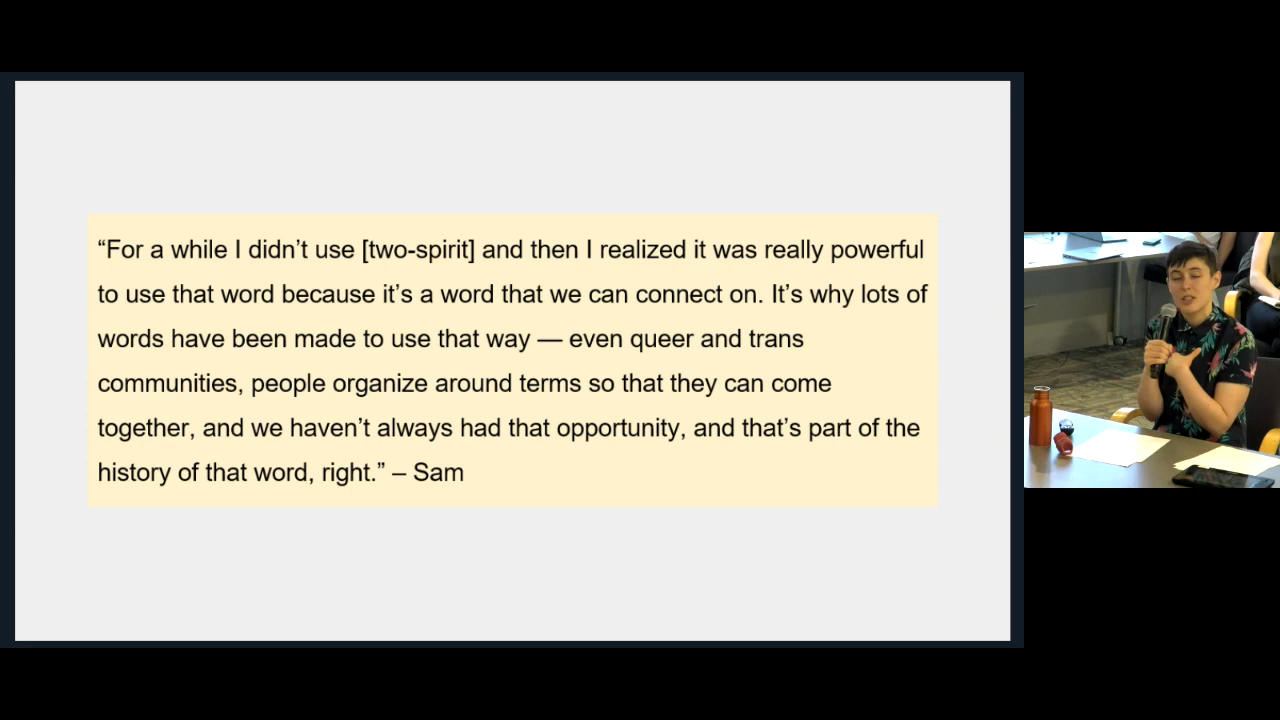 “For a while I didn’t use [two-spirit] and then I realized it was really powerful
to use that word because it’s a word that we can connect on. It’s why lots of
words have been made to use that way — even queer and trans
communities, people organize around terms so that they can come
together, and we haven’t always had that opportunity, and that’s part of the
history of that word, right.” – Sam